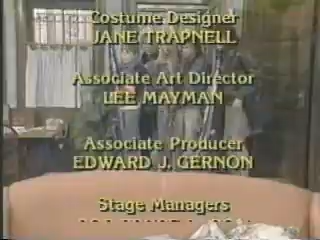 Costume Designer
JANE TRAPNELL
Associate Art Director
LEE MAYMAN
Associate Producer
EDWARD J. GERNON
Stage Managers